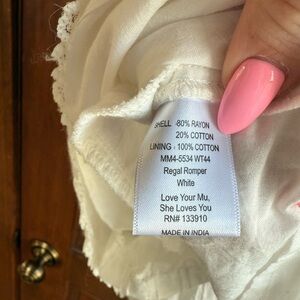 SHELL -80% RAYON
20% COTTON
LINING - 100% COTTON
MM4-5534 WT44
Regal Romper
White
Love Your Mu,
She Loves You
RN# 133910
MADE IN INDIA